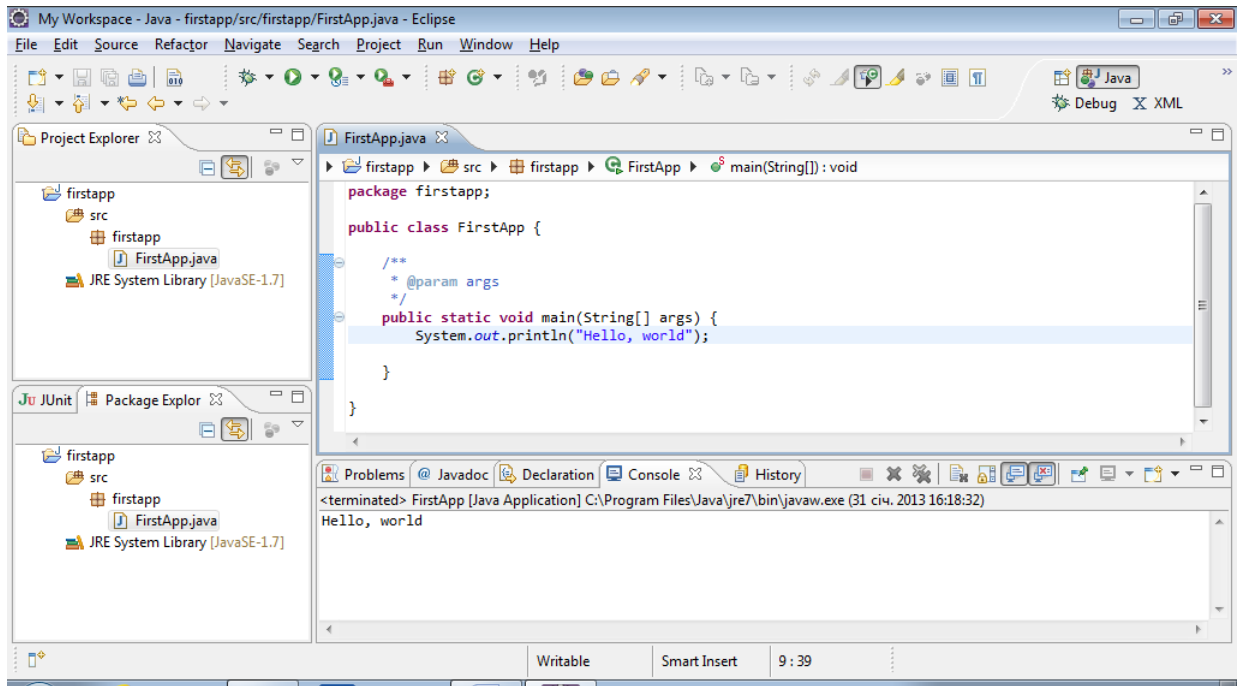 My Workspace - Java - firstapp/src/firstapp/FirstApp.java - Eclipse
File Edit Source Refactor Navigate Search Project Run Window Help
Java
Debug XML
Project Explorer
firstapp
src
firstapp
FirstApp.java
JRE System Library [JavaSE-1.7]
JUnit Package Explor
firstapp
src
firstapp
FirstApp.java
JRE System Library [JavaSE-1.7]
FirstApp.java
firstapp src firstapp FirstApp main(String[]) : void
package firstapp;
public class FirstApp {
/**
* @param args
*/
public static void main(String[] args) {
System.out.println("Hello, world");
}
}
Problems @ Javadoc Declaration Console History
<terminated> FirstApp [Java Application] C:\Program Files\Java\jre7\bin\javaw.exe (31 січ. 2013 16:18:32)
Hello, world
Writable Smart Insert 9 : 39